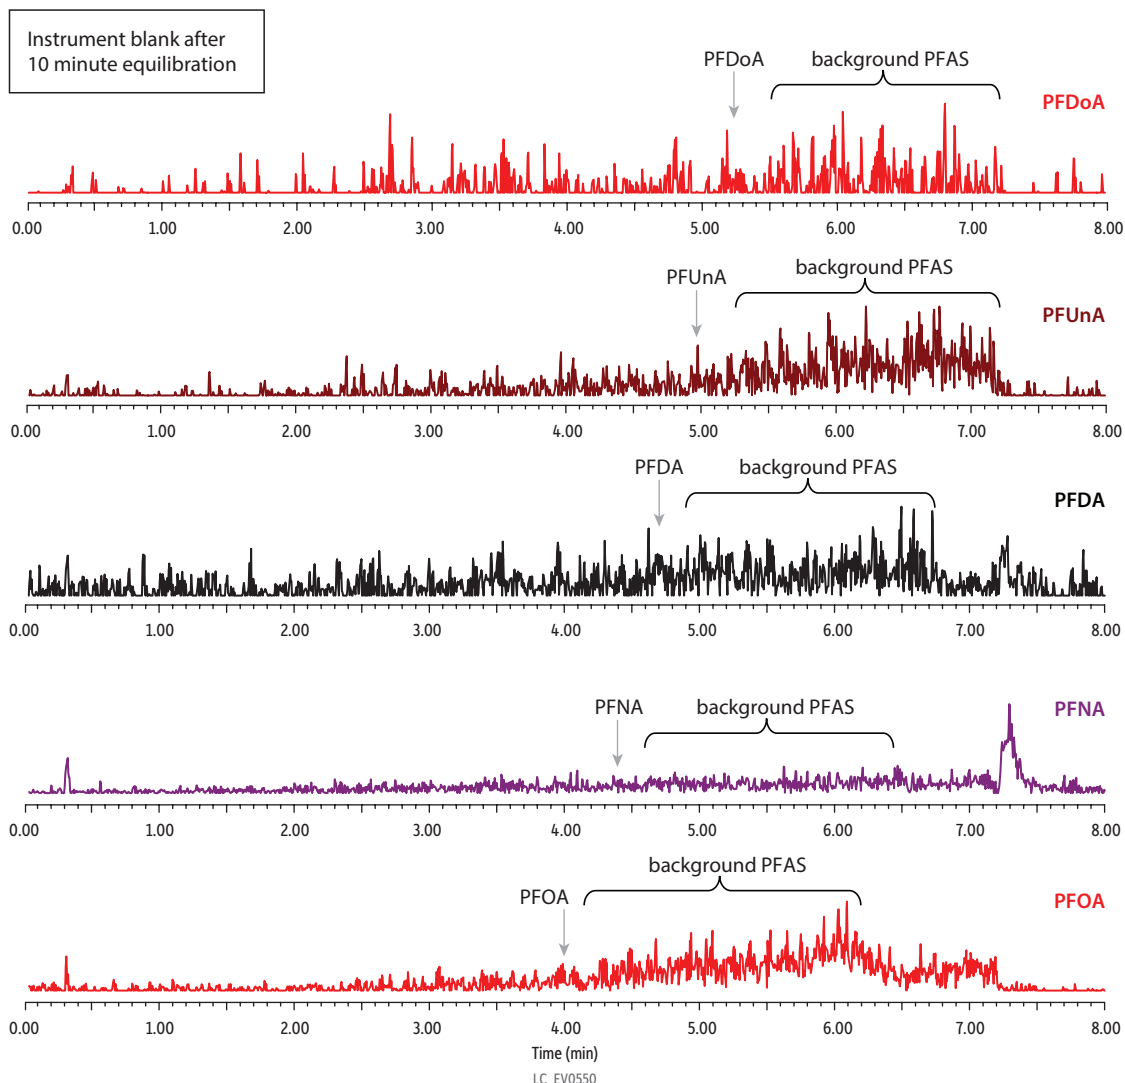 Instrument blank after
10 minute equilibration
PFDoA
background PFAS
PFDoA
0.00 1.00 2.00 3.00 4.00 5.00 6.00 7.00 8.00
PFUnA
background PFAS
PFUnA
0.00 1.00 2.00 3.00 4.00 5.00 6.00 7.00 8.00
PFDA
background PFAS
PFDA
0.00 1.00 2.00 3.00 4.00 5.00 6.00 7.00 8.00
PFNA
background PFAS
PFNA
0.00 1.00 2.00 3.00 4.00 5.00 6.00 7.00 8.00
PFOA
background PFAS
PFOA
0.00 1.00 2.00 3.00 4.00 5.00 6.00 7.00 8.00
Time (min)
LC_EV0550